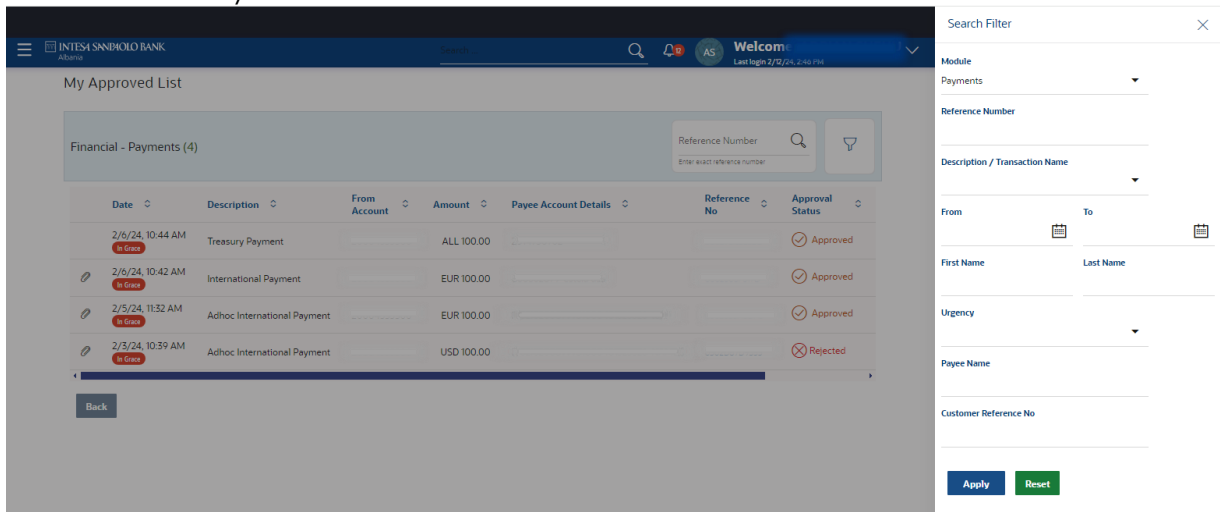 INTESA SANPAOLO BANK
Albania
Search ...
AS
Welcom
Last login 2/12/24, 2:46 PM
My Approved List
Financial - Payments (4)
Reference Number
Enter exact reference number
Date
Description
From Account
Amount
Payee Account Details
Reference No
Approval Status
2/6/24, 10:44 AM
In Grace
Treasury Payment
ALL 100.00
Approved
2/6/24, 10:42 AM
In Grace
International Payment
EUR 100.00
Approved
2/5/24, 11:32 AM
In Grace
Adhoc International Payment
EUR 100.00
Approved
2/3/24, 10:39 AM
In Grace
Adhoc International Payment
USD 100.00
Rejected
Back
Search Filter
Module
Payments
Reference Number
Description / Transaction Name
From To
First Name Last Name
Urgency
Payee Name
Customer Reference No
Apply Reset